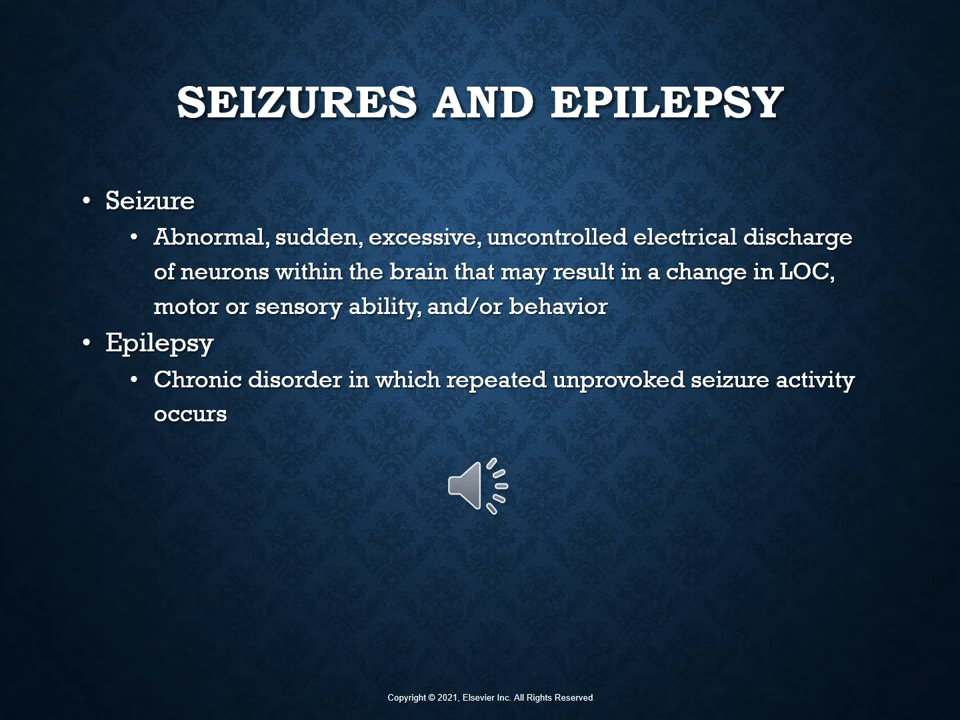 SEIZURES AND EPILEPSY
• Seizure
• Abnormal, sudden, excessive, uncontrolled electrical discharge
of neurons within the brain that may result in a change in LOC,
motor or sensory ability, and/or behavior
• Epilepsy
• Chronic disorder in which repeated unprovoked seizure activity
occurs
Copyright © 2021, Elsevier Inc. All Rights Reserved